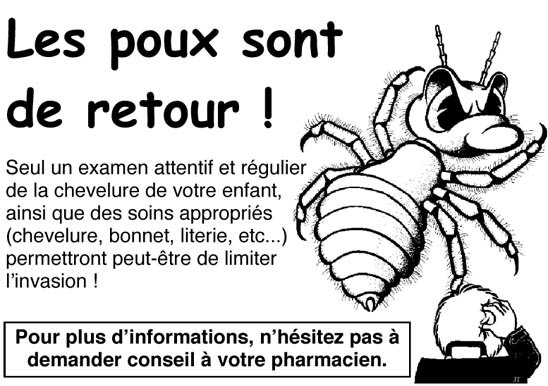 Les poux sont
de retour !
Seul un examen attentif et régulier
de la chevelure de votre enfant,
ainsi que des soins appropriés
(chevelure, bonnet, literie, etc...)
permettront peut-être de limiter
l'invasion !
Pour plus d'informations, n'hésitez pas à
demander conseil à votre pharmacien.